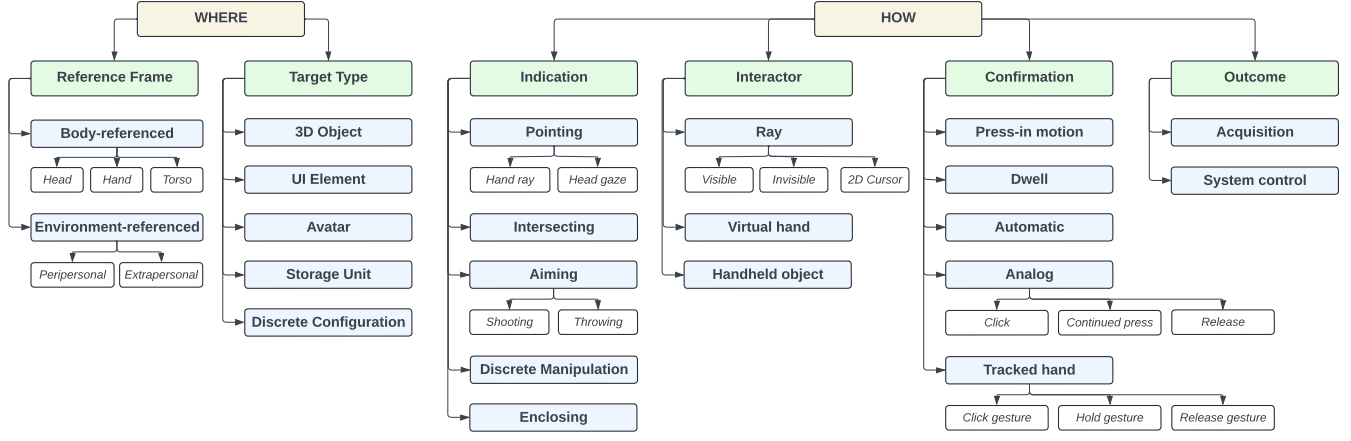 WHERE
HOW
Reference Frame
Target Type
Indication
Interactor
Confirmation
Outcome
Body-referenced
3D Object
Pointing
Ray
Press-in motion
Acquisition
Head
Hand
Torso
UI Element
Hand ray
Head gaze
Visible
Invisible
2D Cursor
Dwell
System control
Environment-referenced
Avatar
Intersecting
Virtual hand
Automatic
Peripersonal
Extrapersonal
Storage Unit
Aiming
Handheld object
Analog
Discrete Configuration
Shooting
Throwing
Click
Continued press
Release
Discrete Manipulation
Tracked hand
Enclosing
Click gesture
Hold gesture
Release gesture